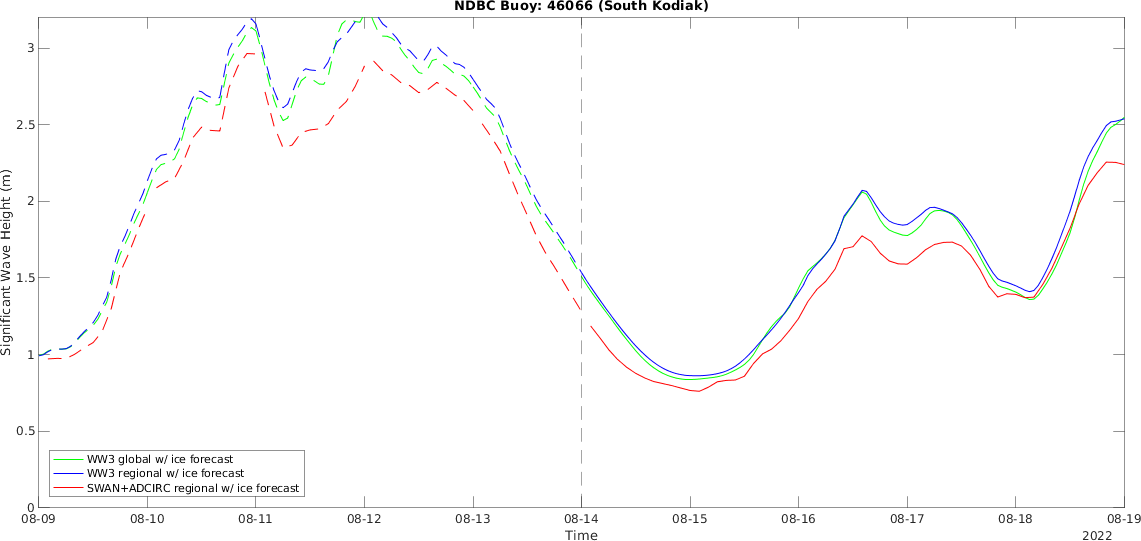 NDBC Buoy: 46066 (South Kodiak)
Significant Wave Height (m)
3
2.5
2
1.5
1
0.5
0
WW3 global w/ ice forecast
WW3 regional w/ ice forecast
SWAN+ADCIRC regional w/ ice forecast
08-09 08-10 08-11 08-12 08-13 08-14 08-15 08-16 08-17 08-18 08-19
Time
2022